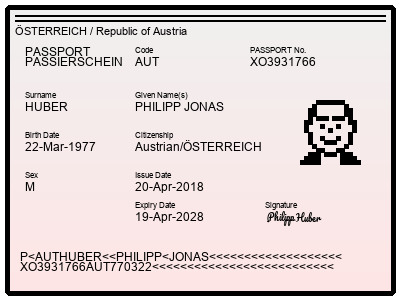 ÖSTERREICH / Republic of Austria
PASSPORT
PASSIERSCHEIN
Code
AUT
PASSPORT No.
XO3931766
Surname
HUBER
Given Name(s)
PHILIPP JONAS
Birth Date
22-Mar-1977
Citizenship
Austrian/ÖSTERREICH
Sex
M
Issue Date
20-Apr-2018
Expiry Date
19-Apr-2028
Signature
Philipp Huber
P<AUTHUBER<<PHILIPP<JONAS<<<<<<<<<<<<<<<<<<<
XO3931766AUT770322<<<<<<<<<<<<<<<<<<<<<<<<<<